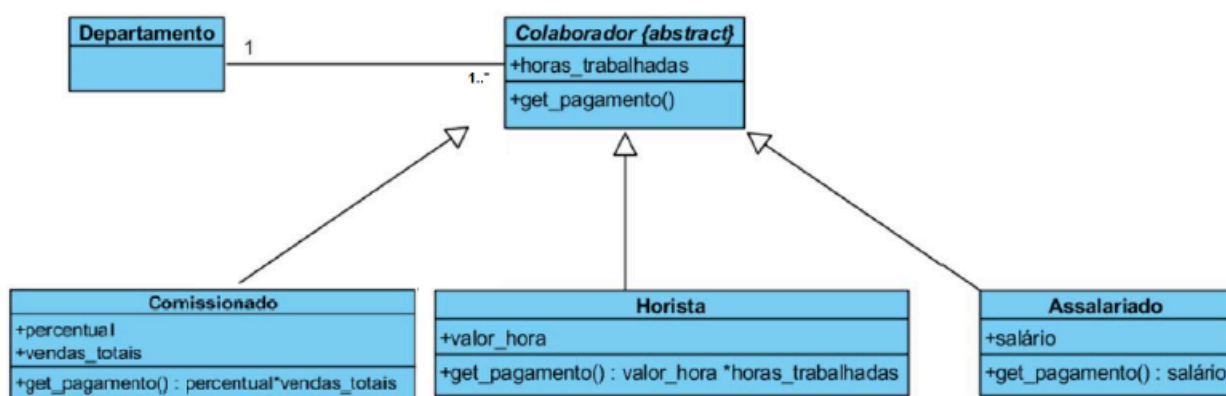 Departamento
1
1..*
Colaborador {abstract}
+horas_trabalhadas
+get_pagamento()
Comissionado
+percentual
+vendas_totais
+get_pagamento() : percentual*vendas_totais
Horista
+valor_hora
+get_pagamento() : valor_hora *horas_trabalhadas
Assalariado
+salário
+get_pagamento() : salário